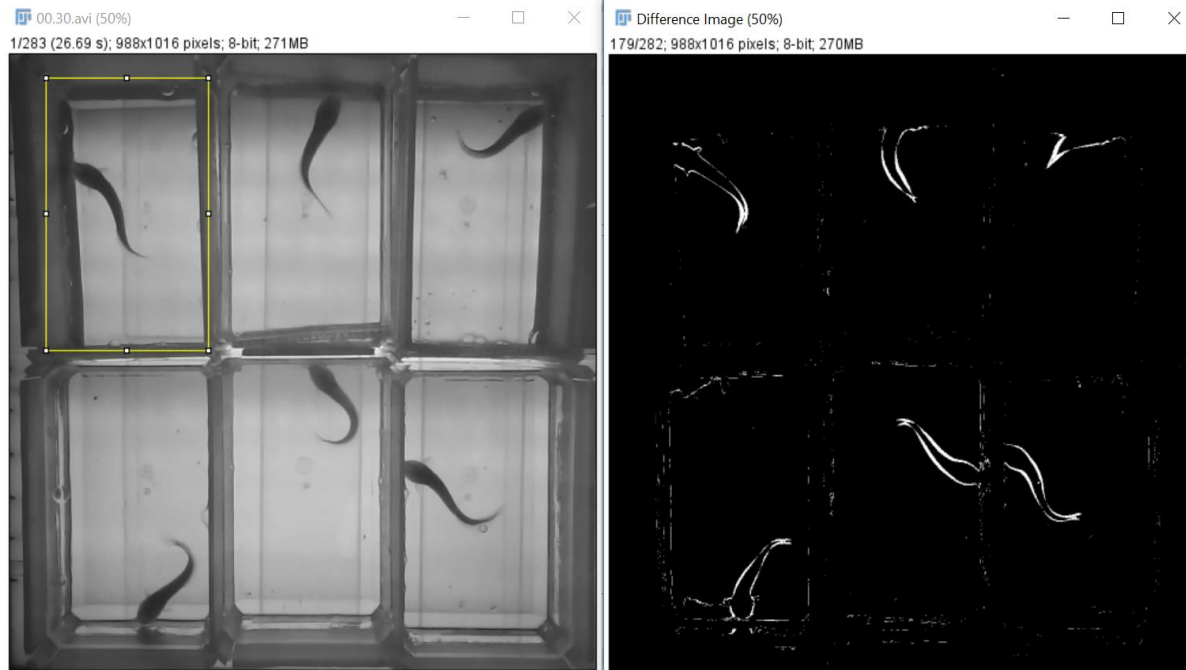 00.30.avi (50%)
1/283 (26.69 s); 988x1016 pixels; 8-bit; 271MB
Difference Image (50%)
179/282; 988x1016 pixels; 8-bit; 270MB